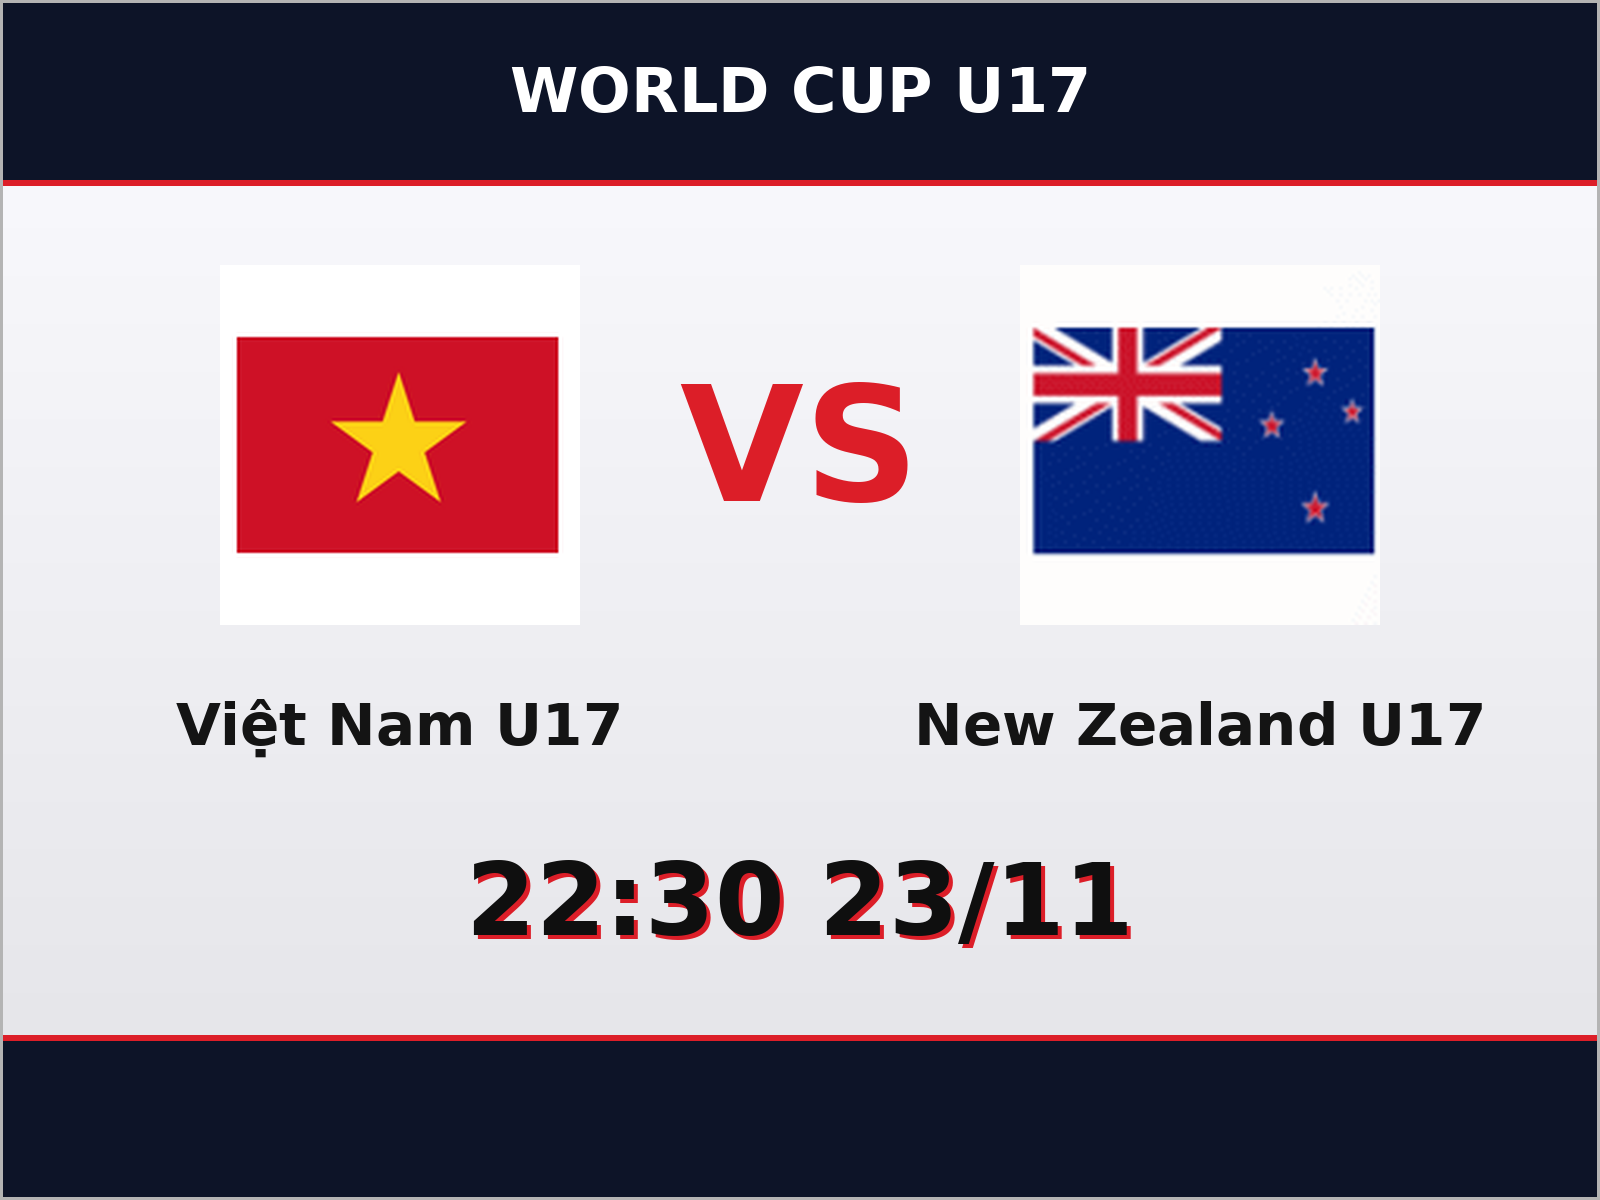 WORLD CUP U17
VS
Việt Nam U17
New Zealand U17
22:30 23/11